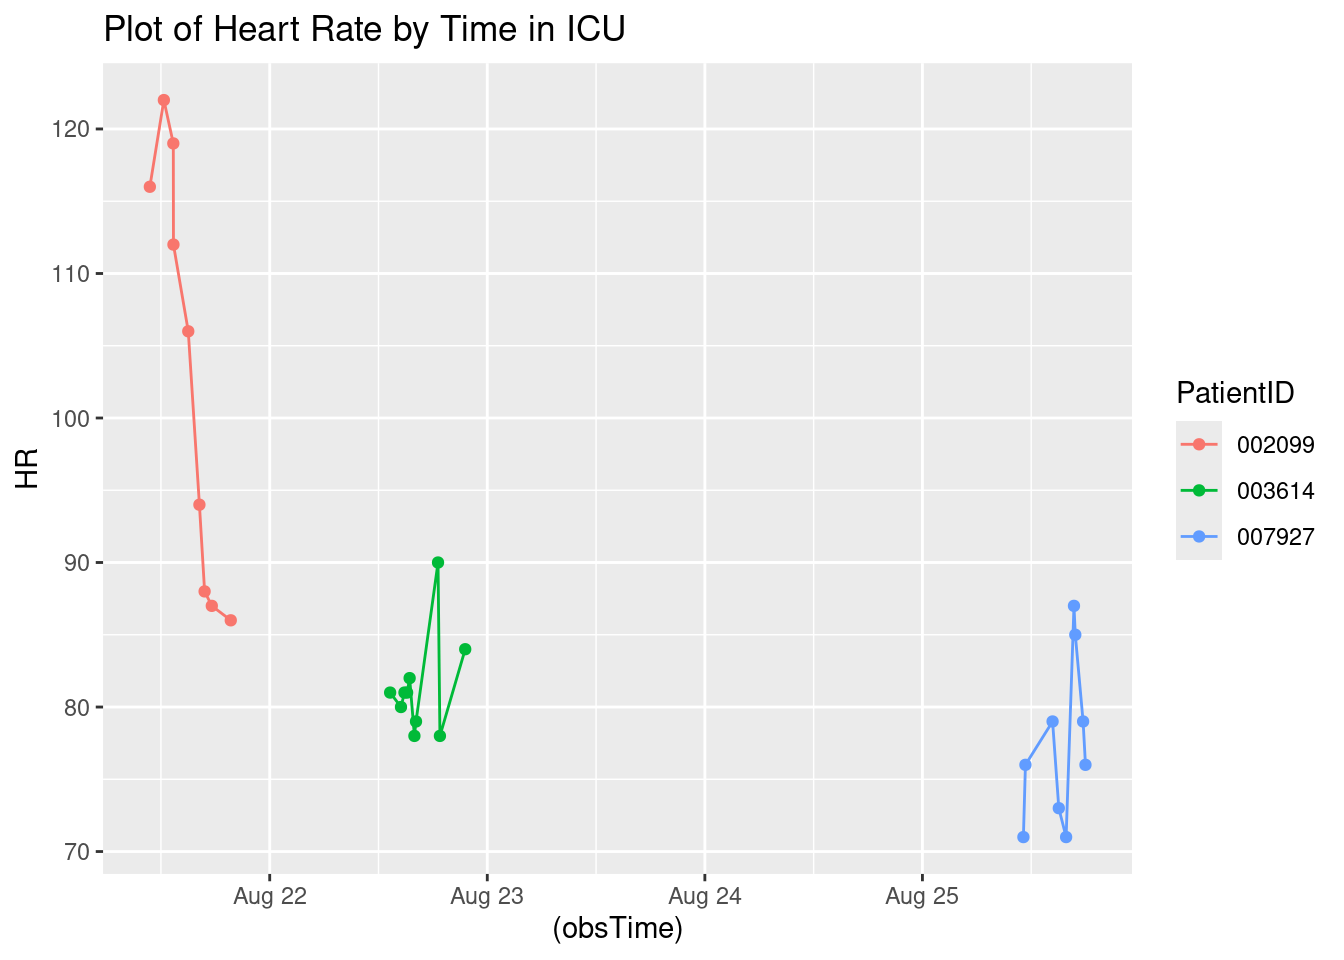 Plot of Heart Rate by Time in ICU
120
110
100
90
80
70
HR
Aug 22 Aug 23 Aug 24 Aug 25
(obsTime)
PatientID
002099
003614
007927